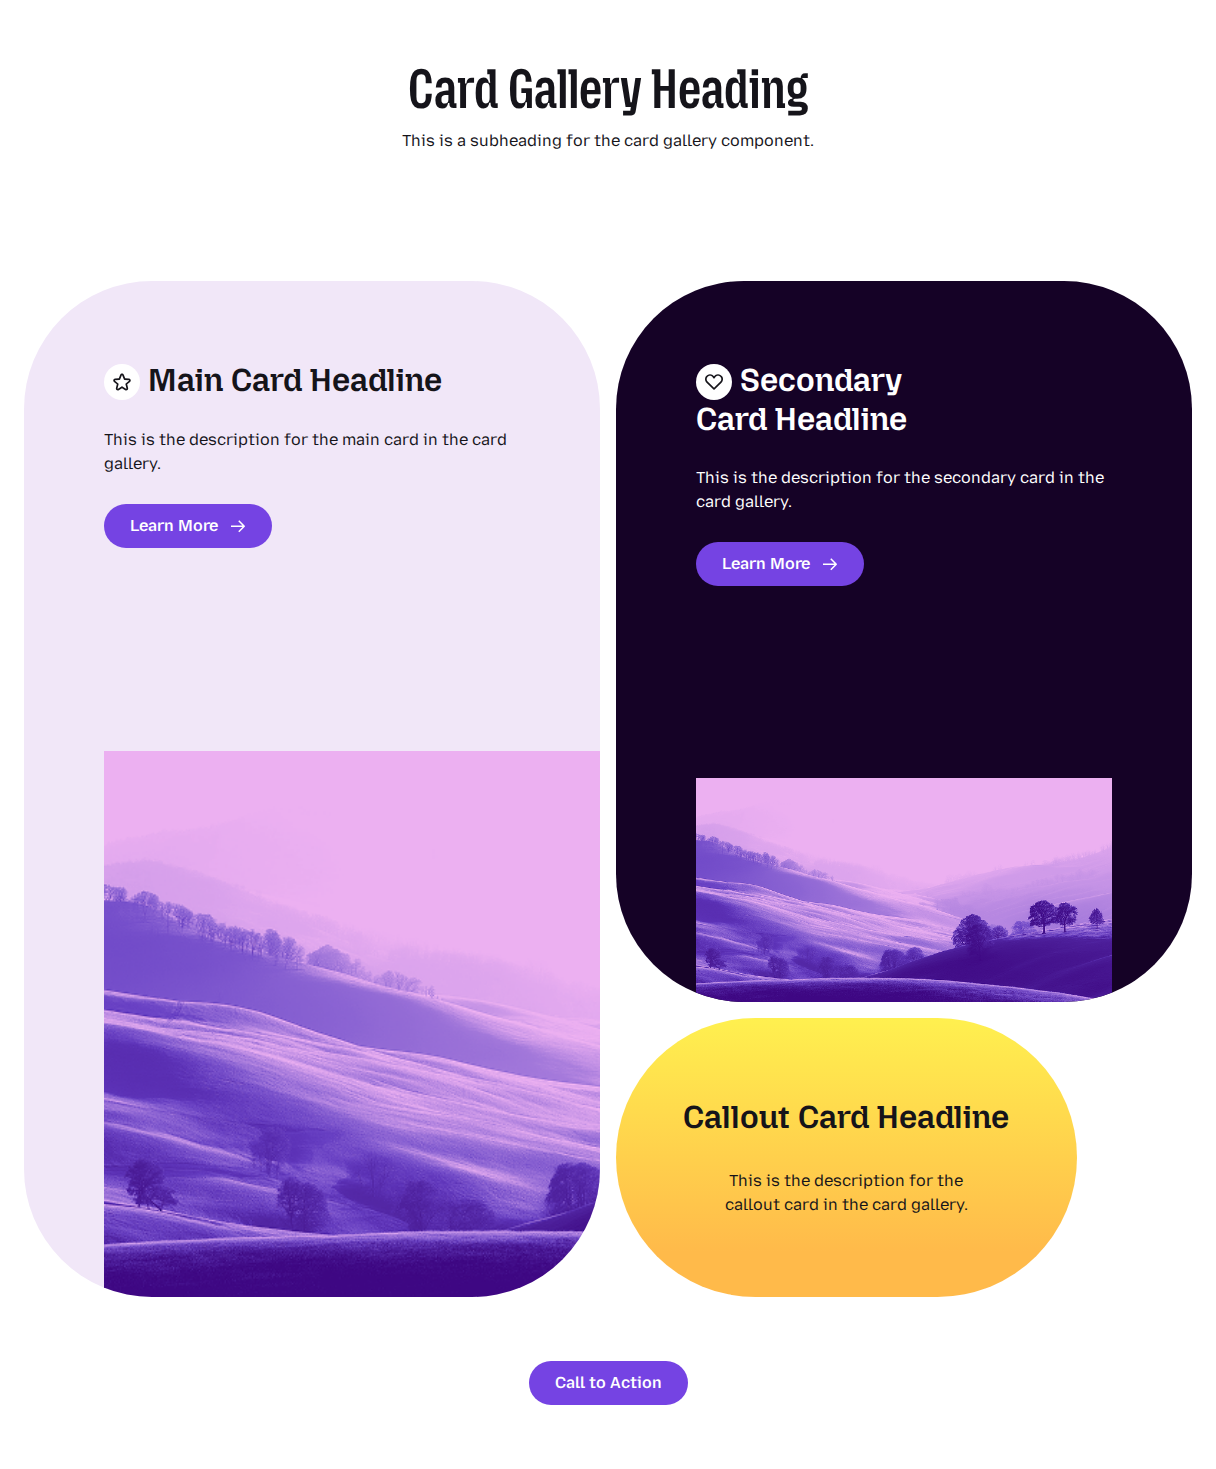 Card Gallery Heading
This is a subheading for the card gallery component.
Main Card Headline
This is the description for the main card in the card
gallery.
Learn More
Secondary
Card Headline
This is the description for the secondary card in the
card gallery.
Learn More
Callout Card Headline
This is the description for the
callout card in the card gallery.
Call to Action